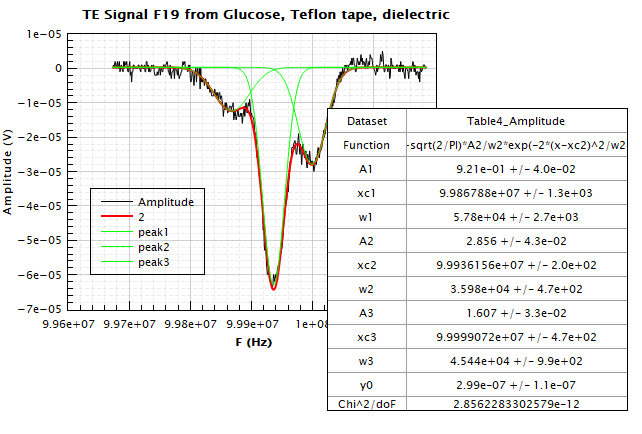 TE Signal F19 from Glucose, Teflon tape, dielectric
1e-05
0
-1e-05
-2e-05
-3e-05
-4e-05
-5e-05
-6e-05
-7e-05
Amplitude (V)
Amplitude
2
peak1
peak2
peak3
9.96e+07 9.97e+07 9.98e+07 9.99e+07 1e+08
F (Hz)
Dataset Table4_Amplitude
Function -sqrt(2/PI)*A2/w2*exp(-2*(x-xc2)^2/w2
A1 9.21e-01 +/- 4.0e-02
xc1 9.986788e+07 +/- 1.3e+03
w1 5.78e+04 +/- 2.7e+03
A2 2.856 +/- 4.3e-02
xc2 9.9936156e+07 +/- 2.0e+02
w2 3.598e+04 +/- 4.7e+02
A3 1.607 +/- 3.3e-02
xc3 9.9999072e+07 +/- 4.7e+02
w3 4.544e+04 +/- 9.9e+02
y0 2.99e-07 +/- 1.1e-07
Chi^2/doF 2.8562283302579e-12